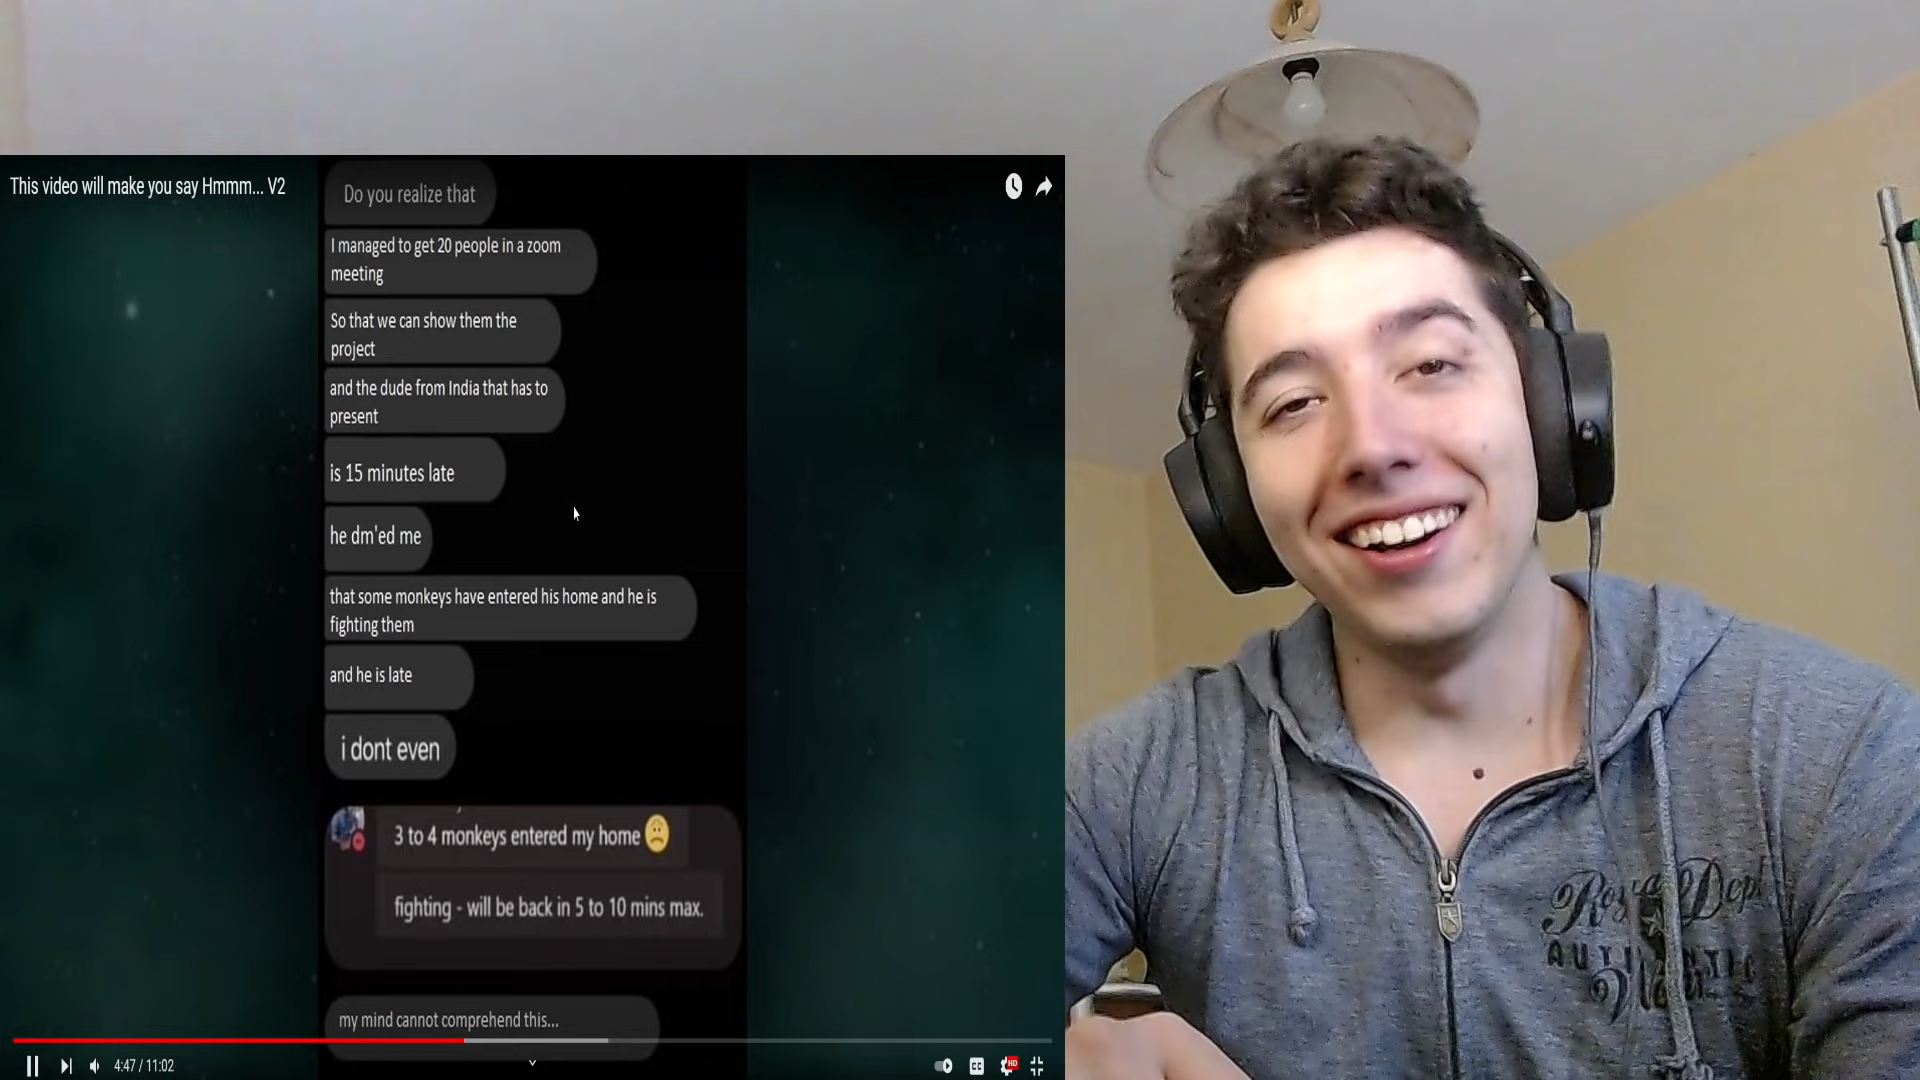 This video will make you say Hmmm... V2
Do you realize that
I managed to get 20 people in a zoom
meeting
So that we can show them the
project
and the dude from India that has to
present
is 15 minutes late
he dm'ed me
that some monkeys have entered his home and he is
fighting them
and he is late
i dont even
3 to 4 monkeys entered my home
fighting - will be back in 5 to 10 mins max.
my mind cannot comprehend this...
4:47 / 11:02
CC
HD
AUTHENTIC